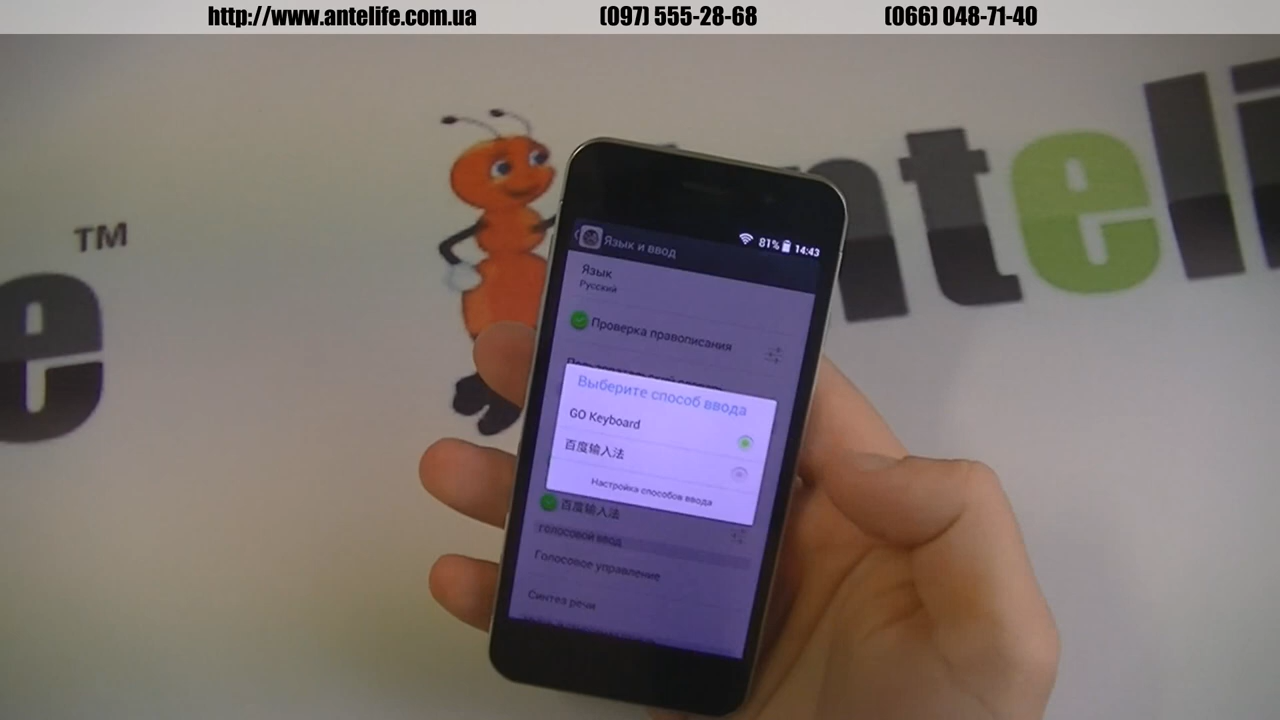 http://www.antelife.com.ua (097) 555-28-68 (066) 048-71-40
TM
e
nteli
81% 14:43
Язык и ввод
Язык
Русский
Проверка правописания
Выберите способ ввода
GO Keyboard
百度输入法
Настройка способов ввода
百度输入法
ГОЛОСОВОЙ ВВОД
Голосовое управление
Синтез речи